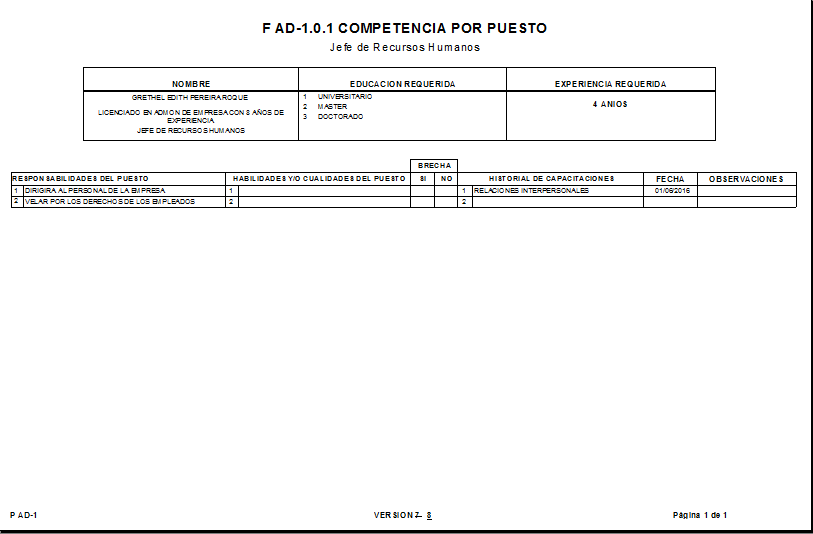 F AD-1.0.1 COMPETENCIA POR PUESTO
Jefe de Recursos Humanos
NOMBRE EDUCACION REQUERIDA EXPERIENCIA REQUERIDA
GRETHEL EDITH PEREIRA ROQUE
LICENCIADO EN ADMON DE EMPRESA CON 8 AÑOS DE
EXPERIENCIA
JEFE DE RECURSOS HUMANOS
1 UNIVERSITARIO
2 MASTER
3 DOCTORADO
4 ANIOS
BRECHA
RESPONSABILIDADES DEL PUESTO HABILIDADES Y/O CUALIDADES DEL PUESTO SI NO HISTORIAL DE CAPACITACIONES FECHA OBSERVACIONES
1 DIRIGIRA AL PERSONAL DE LA EMPRESA 1 1 RELACIONES INTERPERSONALES 01/06/2016
2 VELAR POR LOS DERECHOS DE LOS EMPLEADOS 2 2
P AD-1 VERSION 7 8 Página 1 de 1